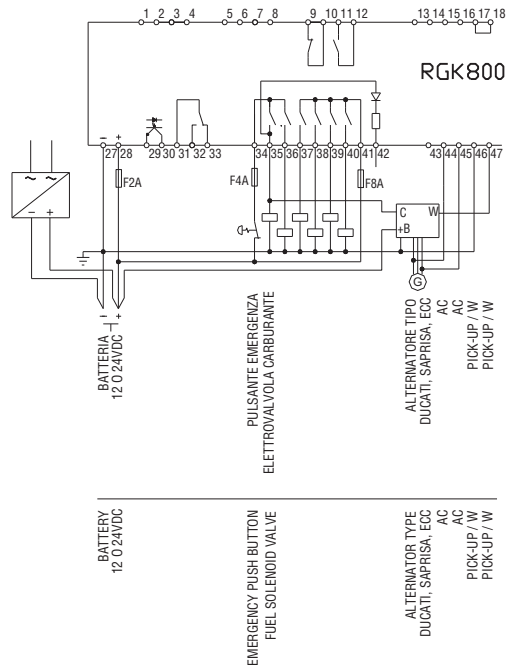 1 2 3 4 5 6 7 8 9 10 11 12 13 14 15 16 17 18
RGK800
– +
27 28 29 30 31 32 33 34 35 36 37 38 39 40 41 42 43 44 45 46 47
F2A
F4A
F8A
~ ~
– +
C W
+B
G
– +
BATTERIA
12 O 24VDC
PULSANTE EMERGENZA
ELETTROVALVOLA CARBURANTE
ALTERNATORE TIPO
DUCATI, SAPRISA, ECC
AC
AC
PICK-UP / W
PICK-UP / W
BATTERY
12 O 24VDC
EMERGENCY PUSH BUTTON
FUEL SOLENOID VALVE
ALTERNATOR TYPE
DUCATI, SAPRISA, ECC
AC
AC
PICK-UP / W
PICK-UP / W